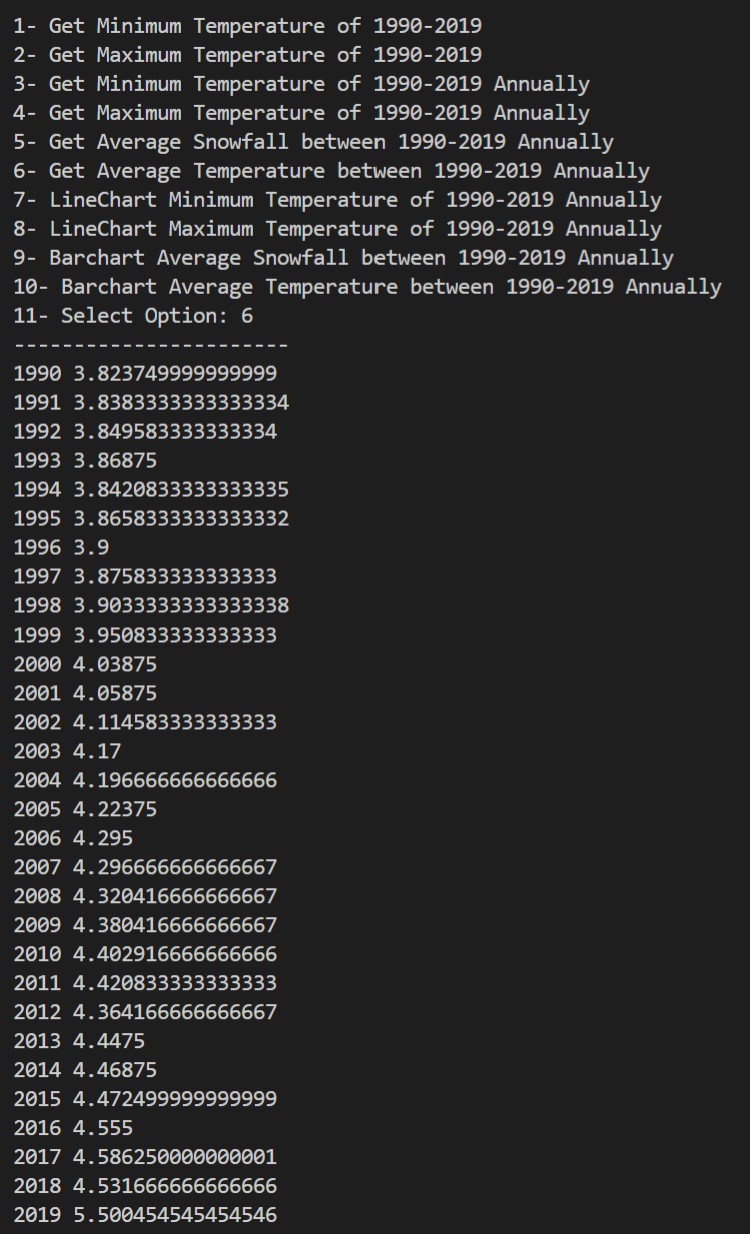 1- Get Minimum Temperature of 1990-2019
2- Get Maximum Temperature of 1990-2019
3- Get Minimum Temperature of 1990-2019 Annually
4- Get Maximum Temperature of 1990-2019 Annually
5- Get Average Snowfall between 1990-2019 Annually
6- Get Average Temperature between 1990-2019 Annually
7- LineChart Minimum Temperature of 1990-2019 Annually
8- LineChart Maximum Temperature of 1990-2019 Annually
9- Barchart Average Snowfall between 1990-2019 Annually
10- Barchart Average Temperature between 1990-2019 Annually
11- Select Option: 6
-----------------------
1990 3.823749999999999
1991 3.8383333333333334
1992 3.849583333333334
1993 3.86875
1994 3.8420833333333335
1995 3.8658333333333332
1996 3.9
1997 3.875833333333333
1998 3.9033333333333338
1999 3.950833333333333
2000 4.03875
2001 4.05875
2002 4.114583333333333
2003 4.17
2004 4.196666666666666
2005 4.22375
2006 4.295
2007 4.296666666666667
2008 4.320416666666667
2009 4.380416666666667
2010 4.402916666666666
2011 4.420833333333333
2012 4.364166666666667
2013 4.4475
2014 4.46875
2015 4.472499999999999
2016 4.555
2017 4.586250000000001
2018 4.531666666666666
2019 5.500454545454546